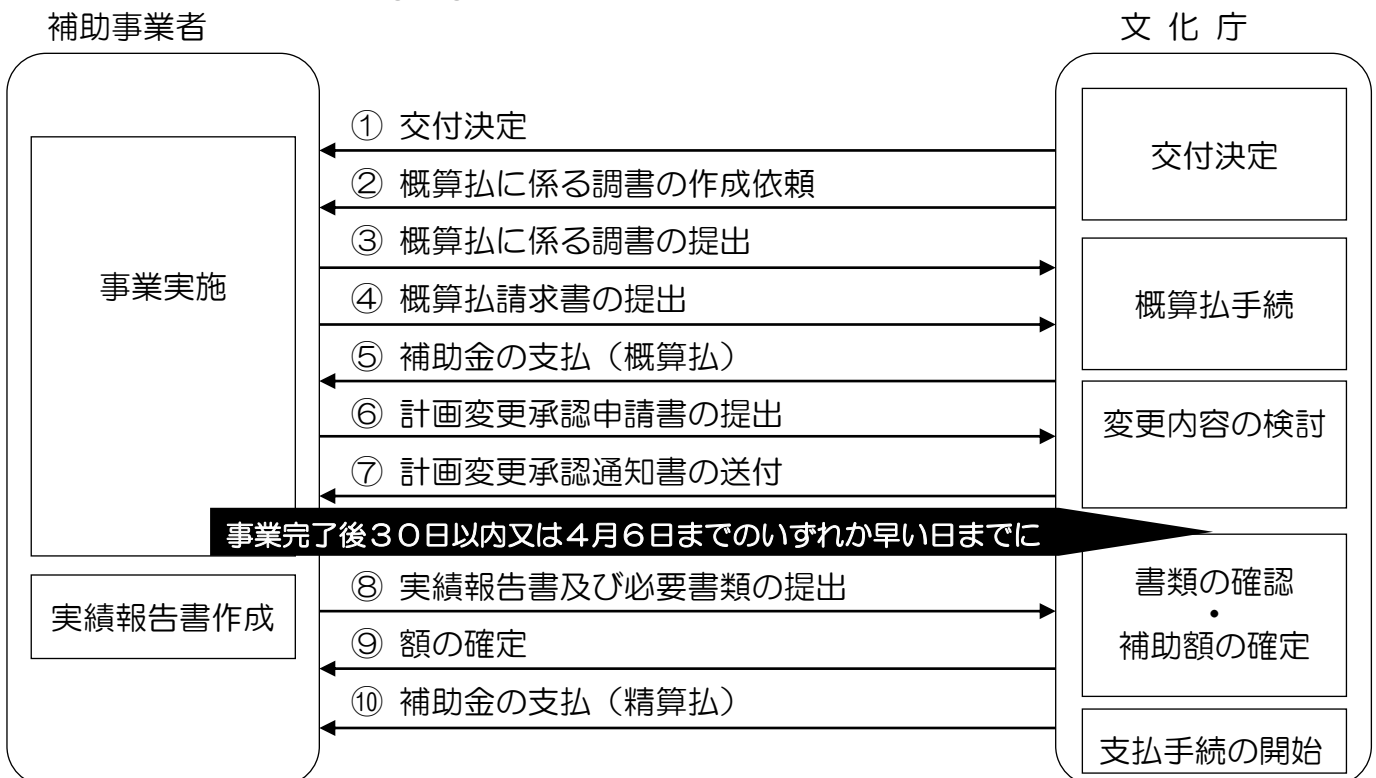 補助事業者
文 化 庁
① 交付決定
交付決定
② 概算払に係る調書の作成依頼
③ 概算払に係る調書の提出
事業実施
④ 概算払請求書の提出
概算払手続
⑤ 補助金の支払（概算払）
⑥ 計画変更承認申請書の提出
変更内容の検討
⑦ 計画変更承認通知書の送付
事業完了後３０日以内又は４月６日までのいずれか早い日までに
⑧ 実績報告書及び必要書類の提出
書類の確認
・
補助額の確定
実績報告書作成
⑨ 額の確定
⑩ 補助金の支払（精算払）
支払手続の開始